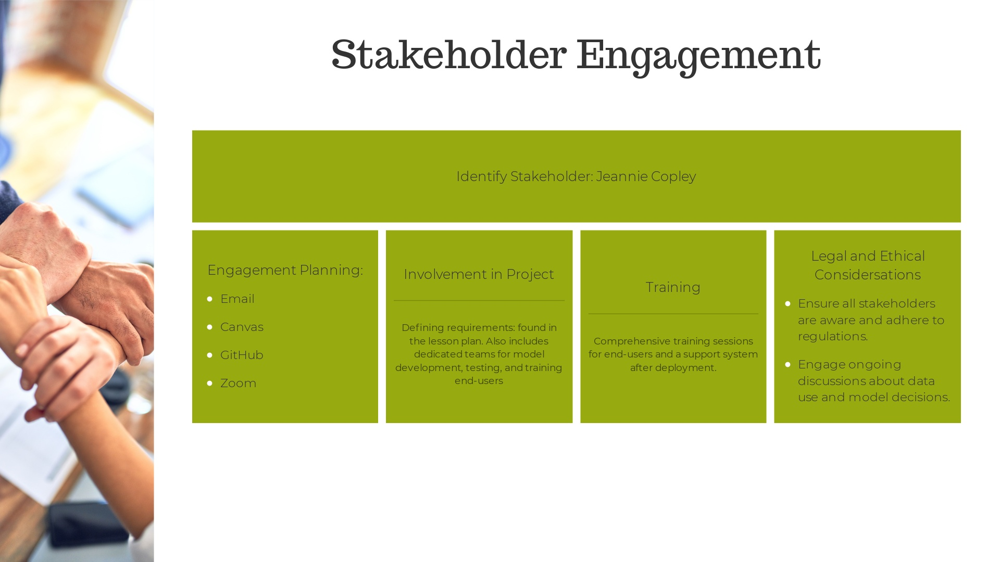 Stakeholder Engagement
Identify Stakeholder: Jeannie Copley
Engagement Planning:
Email
Canvas
GitHub
Zoom
Involvement in Project
Defining requirements: found in
the lesson plan. Also includes
dedicated teams for model
development, testing, and training
end-users
Training
Comprehensive training sessions
for end-users and a support system
after deployment.
Legal and Ethical
Considersations
Ensure all stakeholders
are aware and adhere to
regulations.
Engage ongoing
discussions about data
use and model decisions.